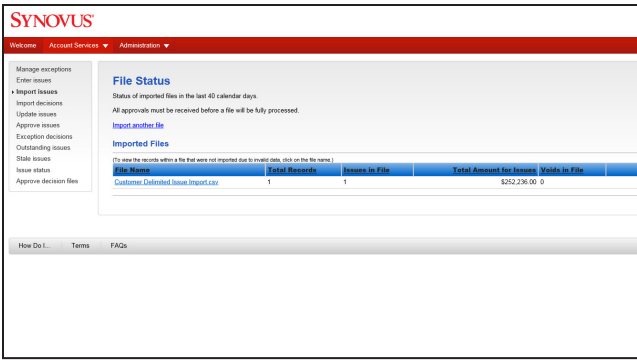 SYNOVUS®
Welcome Account Services Administration
Manage exceptions
Enter issues
Import issues
Import decisions
Update issues
Approve issues
Exception decisions
Outstanding issues
Stale issues
Issue status
Approve decision files
File Status
Status of imported files in the last 40 calendar days.
All approvals must be received before a file will be fully processed.
Import another file
Imported Files
(To view the records within a file that were not imported due to invalid data, click on the file name.)
File Name Total Records Issues in File Total Amount for Issues Voids in File
Customer Delimited Issue Import.csv 1 1 $252,236.00 0
How Do I... Terms FAQs